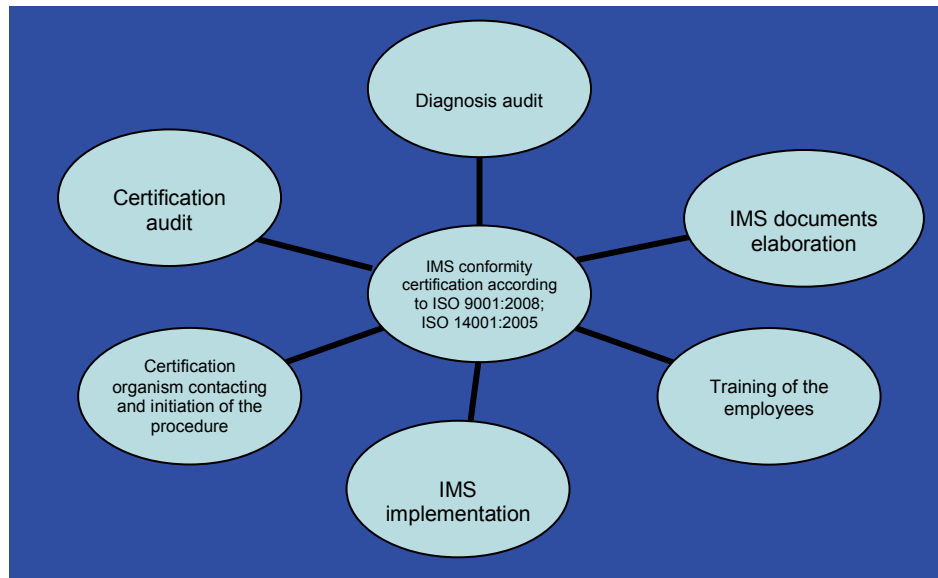 Diagnosis audit
Certification
audit
IMS documents
elaboration
IMS conformity
certification according
to ISO 9001:2008;
ISO 14001:2005
Certification
organism contacting
and initiation of the
procedure
Training of the
employees
IMS
implementation